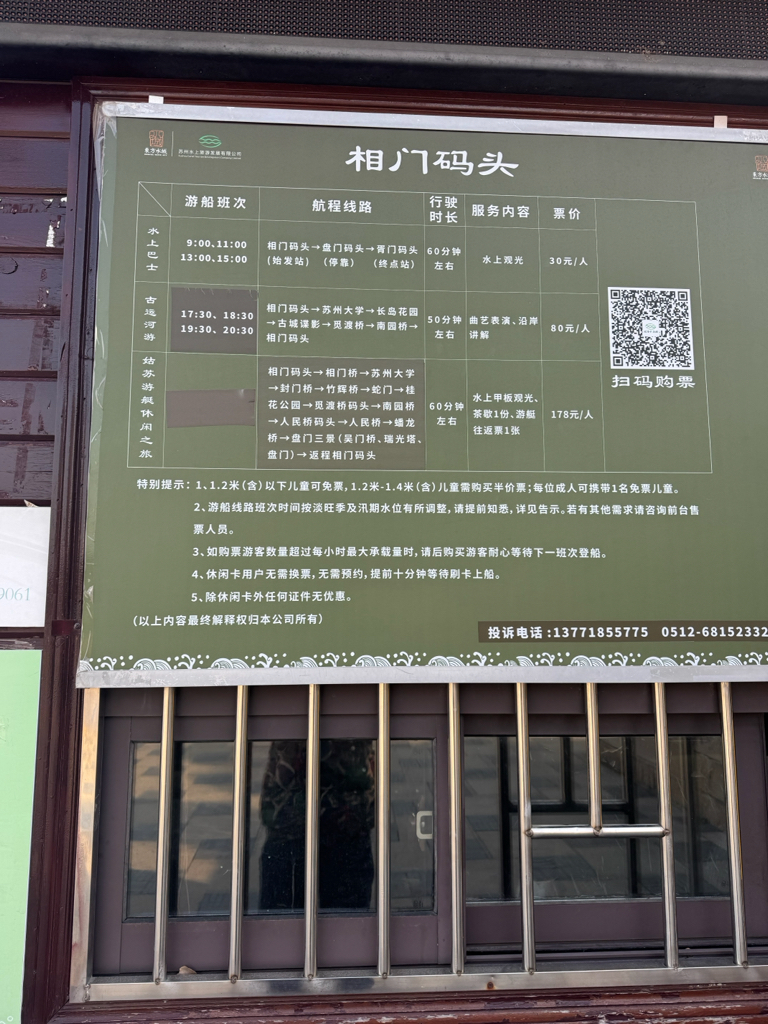 东方水城
苏州水上旅游发展有限公司
相门码头
游船班次 航程线路 行驶时长 服务内容 票价
水上巴士
9:00、11:00
13:00、15:00
相门码头→盘门码头→胥门码头
(始发站) (停靠) (终点站)
60分钟
左右
水上观光
30元/人
古运河游
17:30、18:30
19:30、20:30
相门码头→苏州大学→长岛花园
→古城谍影→觅渡桥→南园桥→
相门码头
50分钟
左右
曲艺表演、沿岸
讲解
80元/人
姑苏游艇休闲之旅
相门码头→相门桥→苏州大学
→封门桥→竹辉桥→蛇门→桂
花公园→觅渡桥码头→南园桥
→人民桥码头→人民桥→蟠龙
桥→盘门三景(吴门桥、瑞光塔、
盘门)→返程相门码头
60分钟
左右
水上甲板观光、
茶歇1份、游艇
往返票1张
178元/人
扫码购票
特别提示：1、1.2米(含)以下儿童可免票,1.2米-1.4米(含)儿童需购买半价票;每位成人可携带1名免票儿童。
2、游船线路班次时间按淡旺季及汛期水位有所调整,请提前知悉,详见告示。若有其他需求请咨询前台售
票人员。
3、如购票游客数量超过每小时最大承载量时,请后购买游客耐心等待下一班次登船。
4、休闲卡用户无需换票,无需预约,提前十分钟等待刷卡上船。
5、除休闲卡外任何证件无优惠。
(以上内容最终解释权归本公司所有)
投诉电话:13771855775 0512-68152332
9061